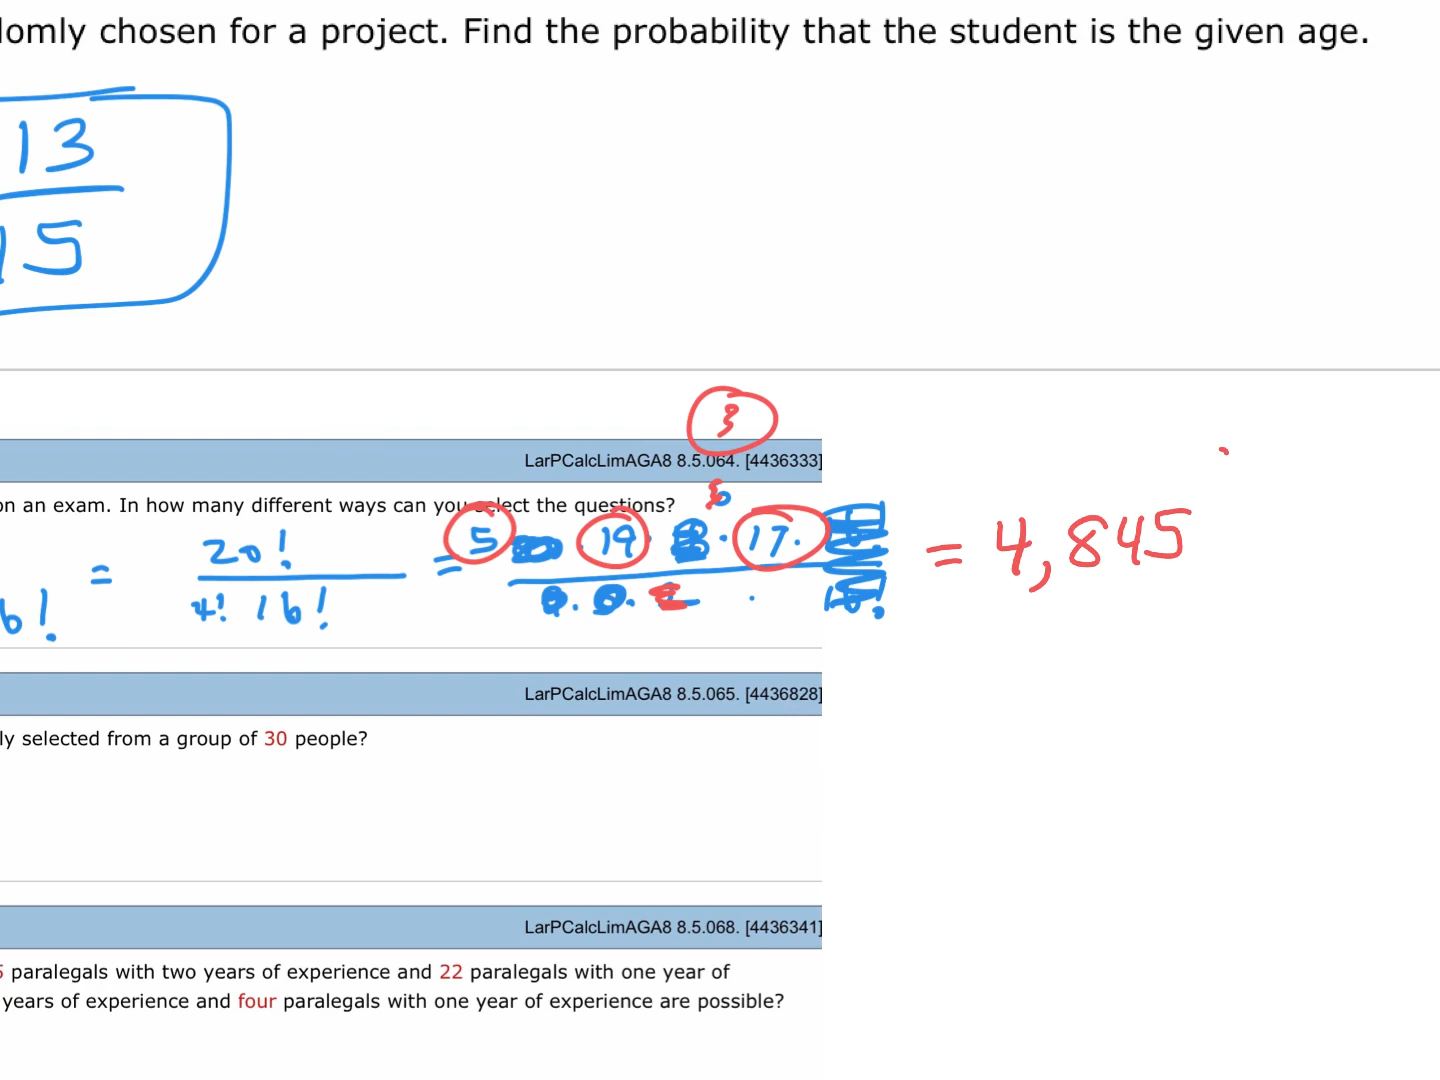 domly chosen for a project. Find the probability that the student is the given age.
13
15
3
LarPCalcLimAGA8 8.5.064. [4436333]
on an exam. In how many different ways can you select the questions?
6! = 20! / 4! 16! = 5 · 19 · 17 · = 4,845
LarPCalcLimAGA8 8.5.065. [4436828]
ly selected from a group of 30 people?
LarPCalcLimAGA8 8.5.068. [4436341]
5 paralegals with two years of experience and 22 paralegals with one year of
years of experience and four paralegals with one year of experience are possible?